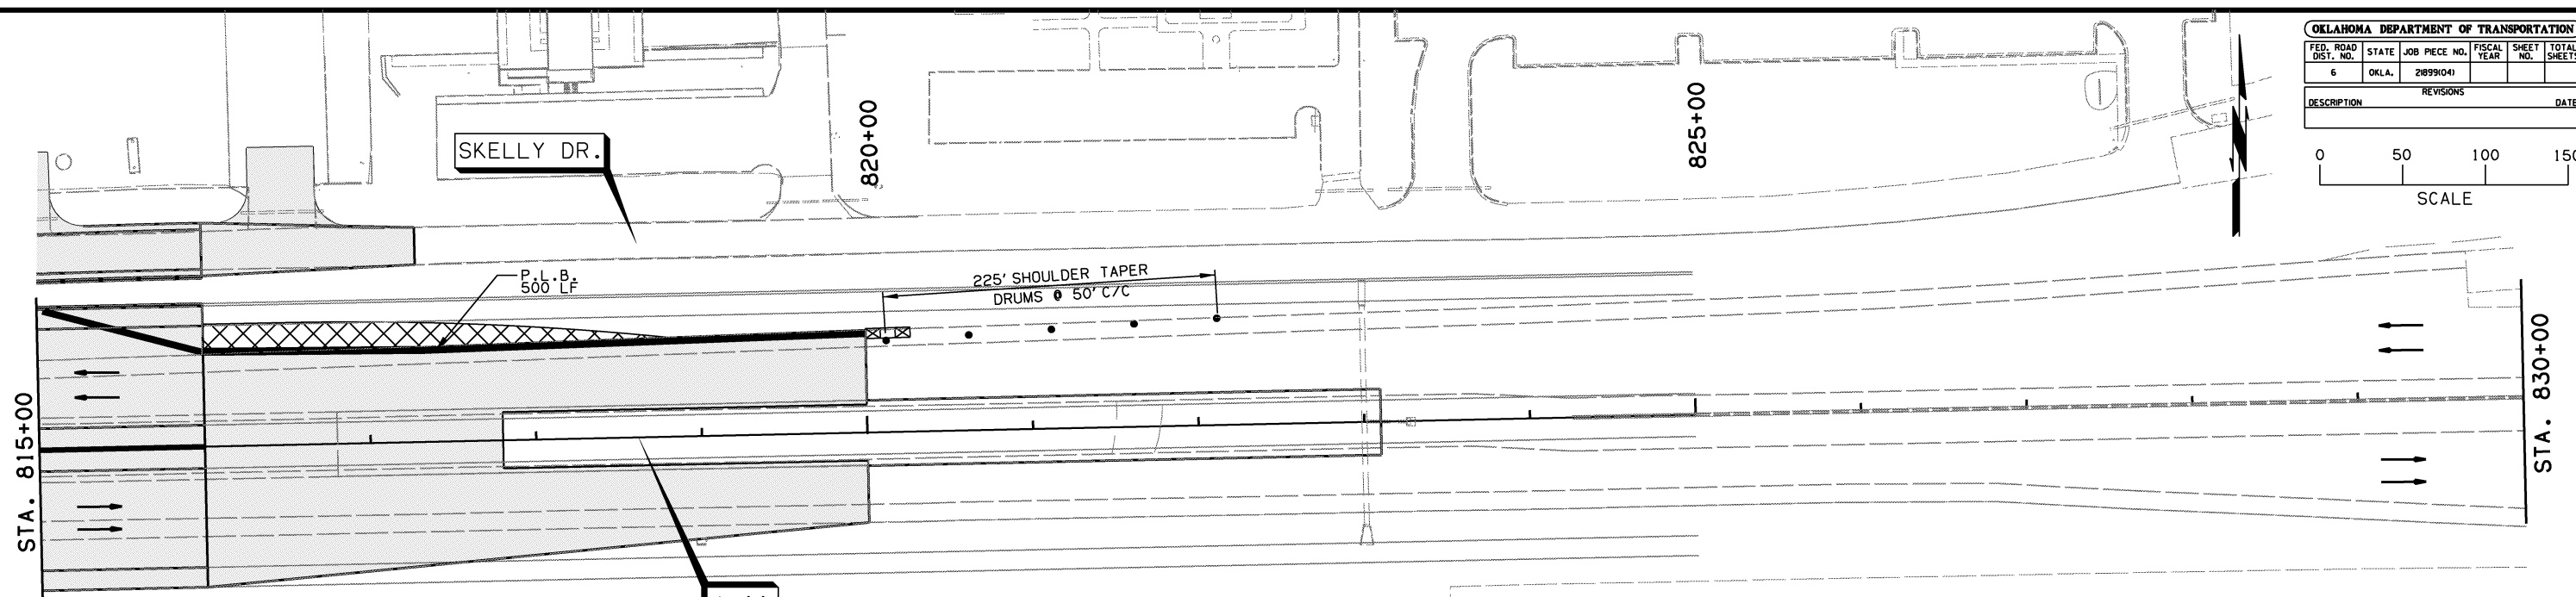 OKLAHOMA DEPARTMENT OF TRANSPORTATION
FED. ROAD DIST. NO. STATE JOB PIECE NO. FISCAL YEAR SHEET NO. TOTAL SHEETS
6 OKLA. 21899(04)
REVISIONS
DESCRIPTION DATE
0 50 100 150
SCALE
SKELLY DR.
820+00
825+00
P.L.B.
500 LF
225' SHOULDER TAPER
DRUMS @ 50' C/C
STA. 815+00
STA. 830+00